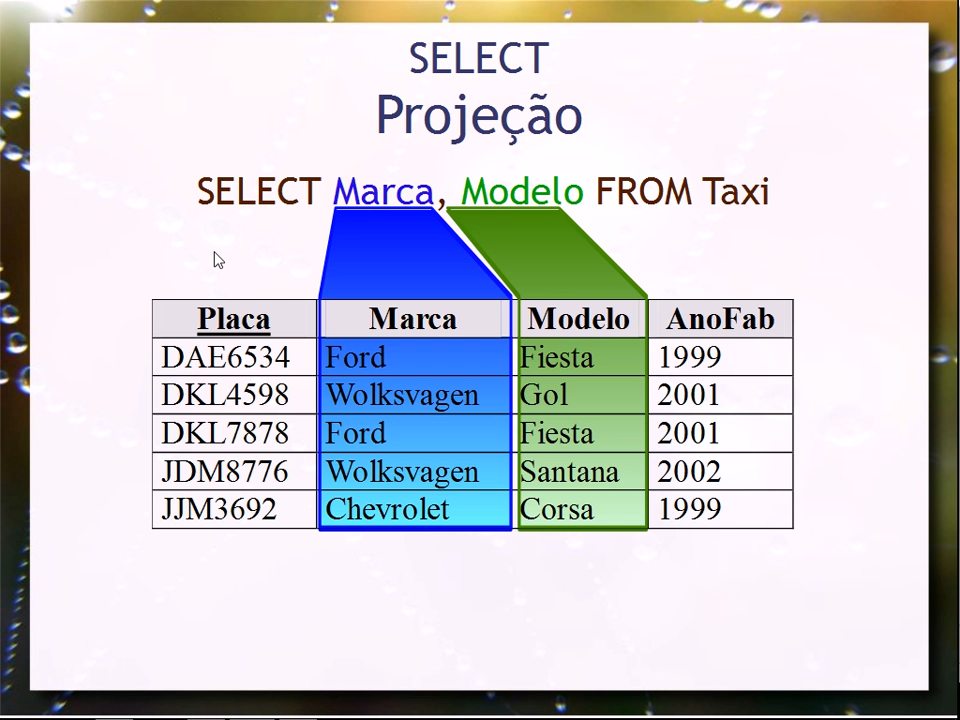 SELECT
Projeção
SELECT Marca, Modelo FROM Taxi
Placa Marca Modelo AnoFab
DAE6534 Ford Fiesta 1999
DKL4598 Wolksvagen Gol 2001
DKL7878 Ford Fiesta 2001
JDM8776 Wolksvagen Santana 2002
JJM3692 Chevrolet Corsa 1999